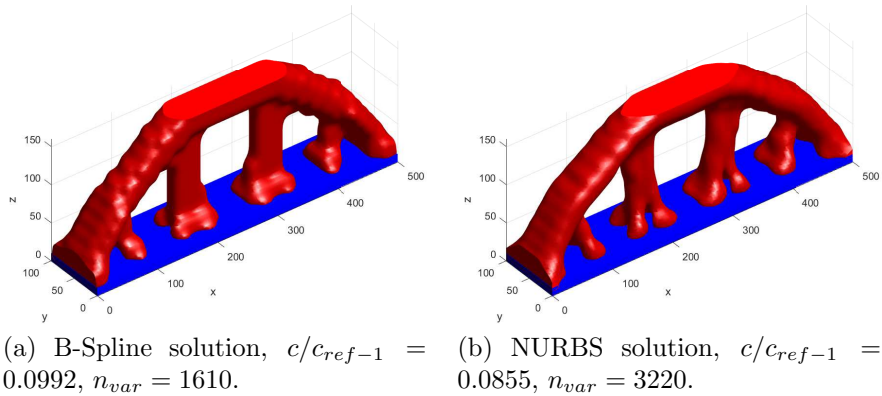 150
100
50
0
z
100
50
0
y
0
100
200
300
400
500
x
150
100
50
0
z
100
50
0
y
0
100
200
300
400
500
x
(a) B-Spline solution, c/c_{ref-1} =
0.0992, n_{var} = 1610.
(b) NURBS solution, c/c_{ref-1} =
0.0855, n_{var} = 3220.